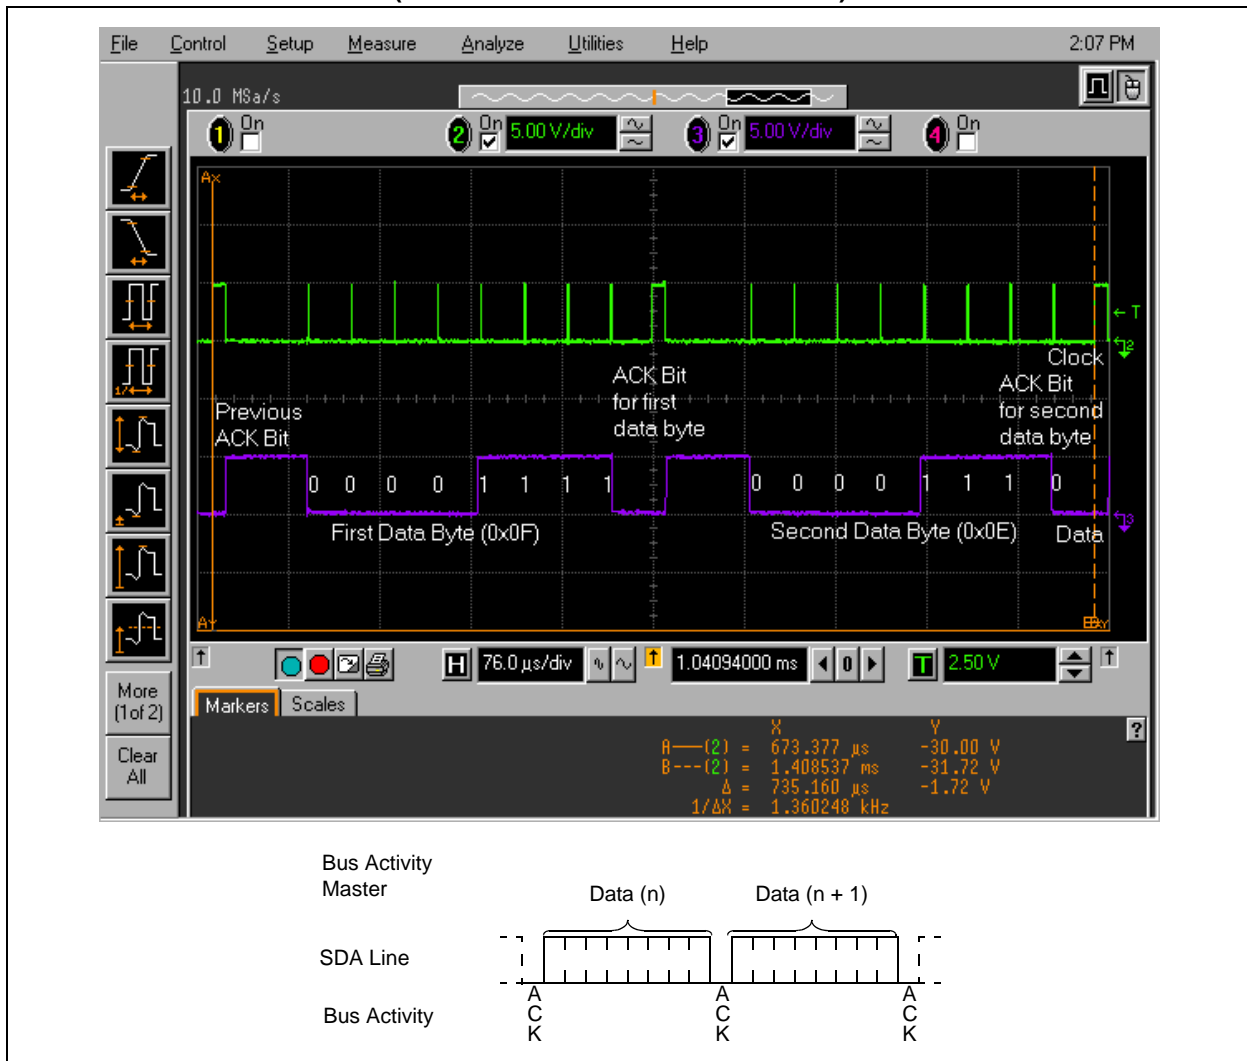 File Control Setup Measure Analyze Utilities Help 2:07 PM
10.0 MSa/s
1 On 2 On 5.00 V/div 3 On 5.00 V/div 4 On
Ax
T
2
Clock
ACK Bit
for first
data byte
ACK Bit
for second
data byte
Previous
ACK Bit
0 0 0 0 1 1 1 1 0 0 0 0 1 1 1 0
First Data Byte (0x0F) Second Data Byte (0x0E) Data
3
Ay
H 76.0 µs/div 1.04094000 ms 0 T 2.50 V
More
(1of 2)
Clear
All
Markers Scales
?
X Y
A——(2) = 673.377 µs -30.00 V
B---(2) = 1.408537 ms -31.72 V
Δ = 735.160 µs -1.72 V
1/ΔX = 1.360248 kHz
1/
Bus Activity
Master
Data (n) Data (n + 1)
SDA Line
Bus Activity
ACK ACK ACK